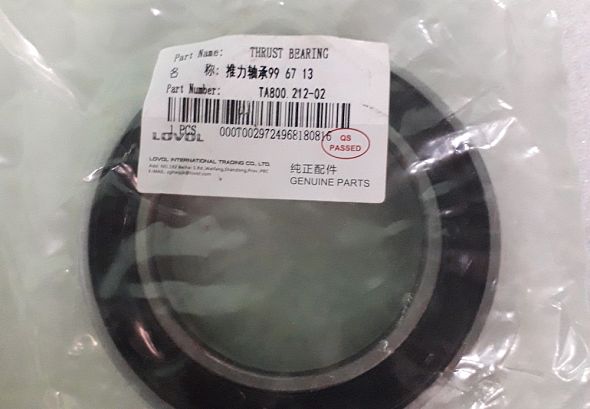 Part Name: THRUST BEARING
名 称: 推力轴承99 67 13
Part Number: TA800.212-02
1 PCS 000T0029724968180816
QS PASSED
LOVOL
LOVOL INTERNATIONAL TRADING CO., LTD.
纯正配件
GENUINE PARTS